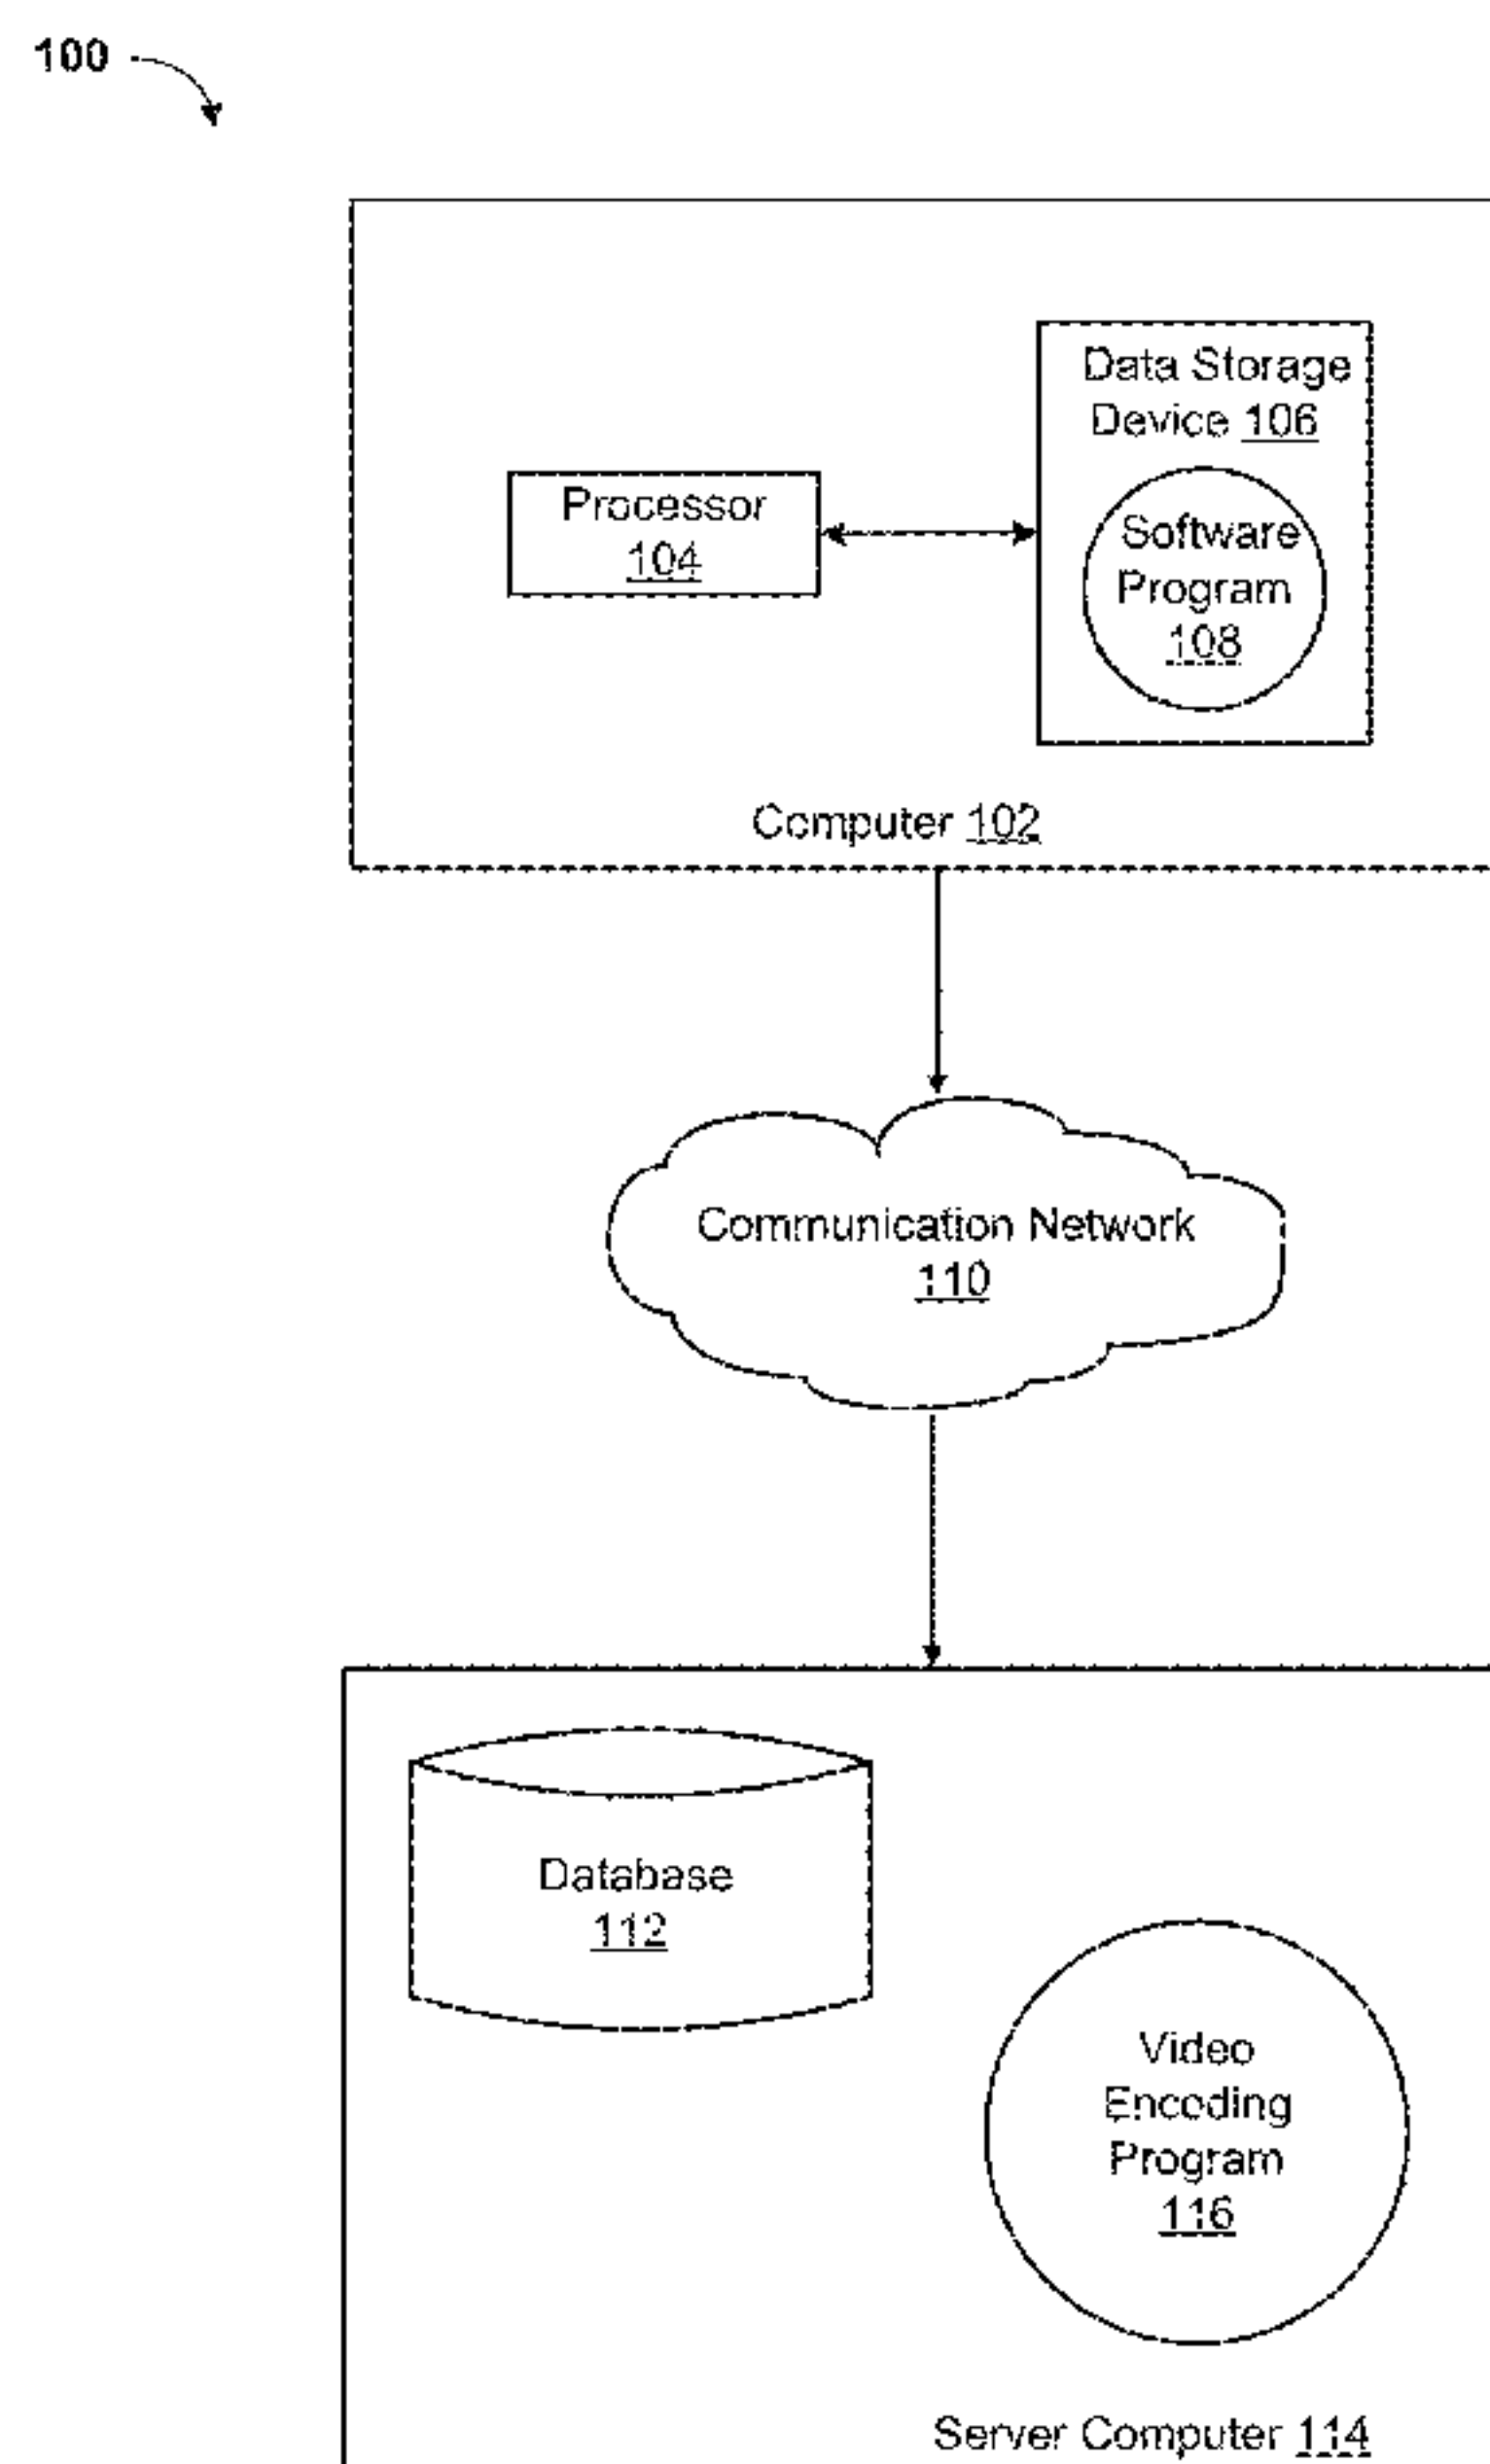 100
Data Storage
Device 106
Processor
104
Software
Program
108
Computer 102
Communication Network
110
Database
112
Video
Encoding
Program
116
Server Computer 114